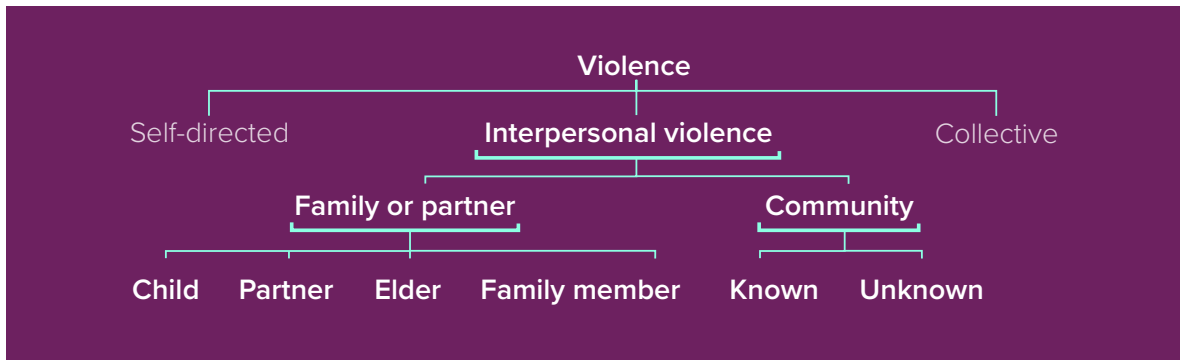 Violence
Self-directed Interpersonal violence Collective
Family or partner Community
Child Partner Elder Family member Known Unknown